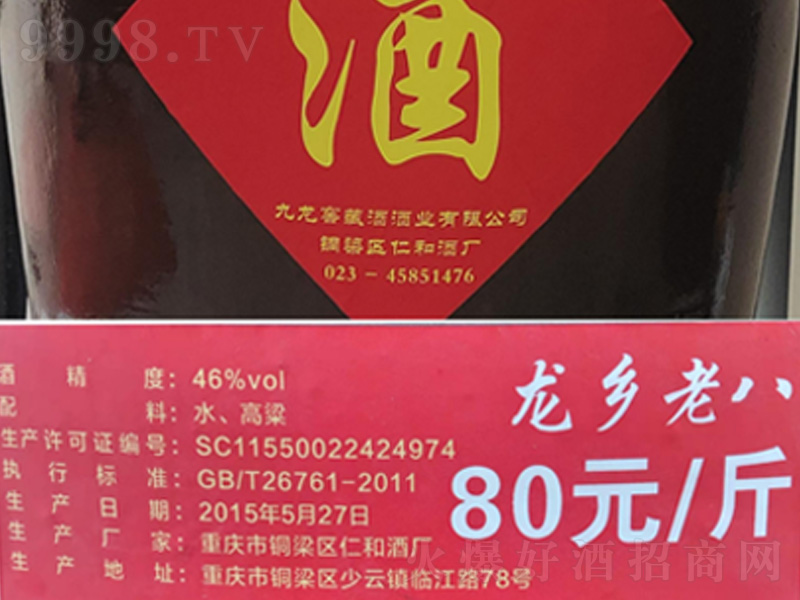 9998.TV
酒
九龙窖藏酒酒业有限公司
铜梁区仁和酒厂
023 - 45851476
龙乡老八
80元/斤
酒精度：46%vol
配料：水、高粱
生产许可证编号：SC11550022424974
执行标准：GB/T26761-2011
生产日期：2015年5月27日
生产厂家：重庆市铜梁区仁和酒厂
生产地址：重庆市铜梁区少云镇临江路78号
火爆好酒招商网